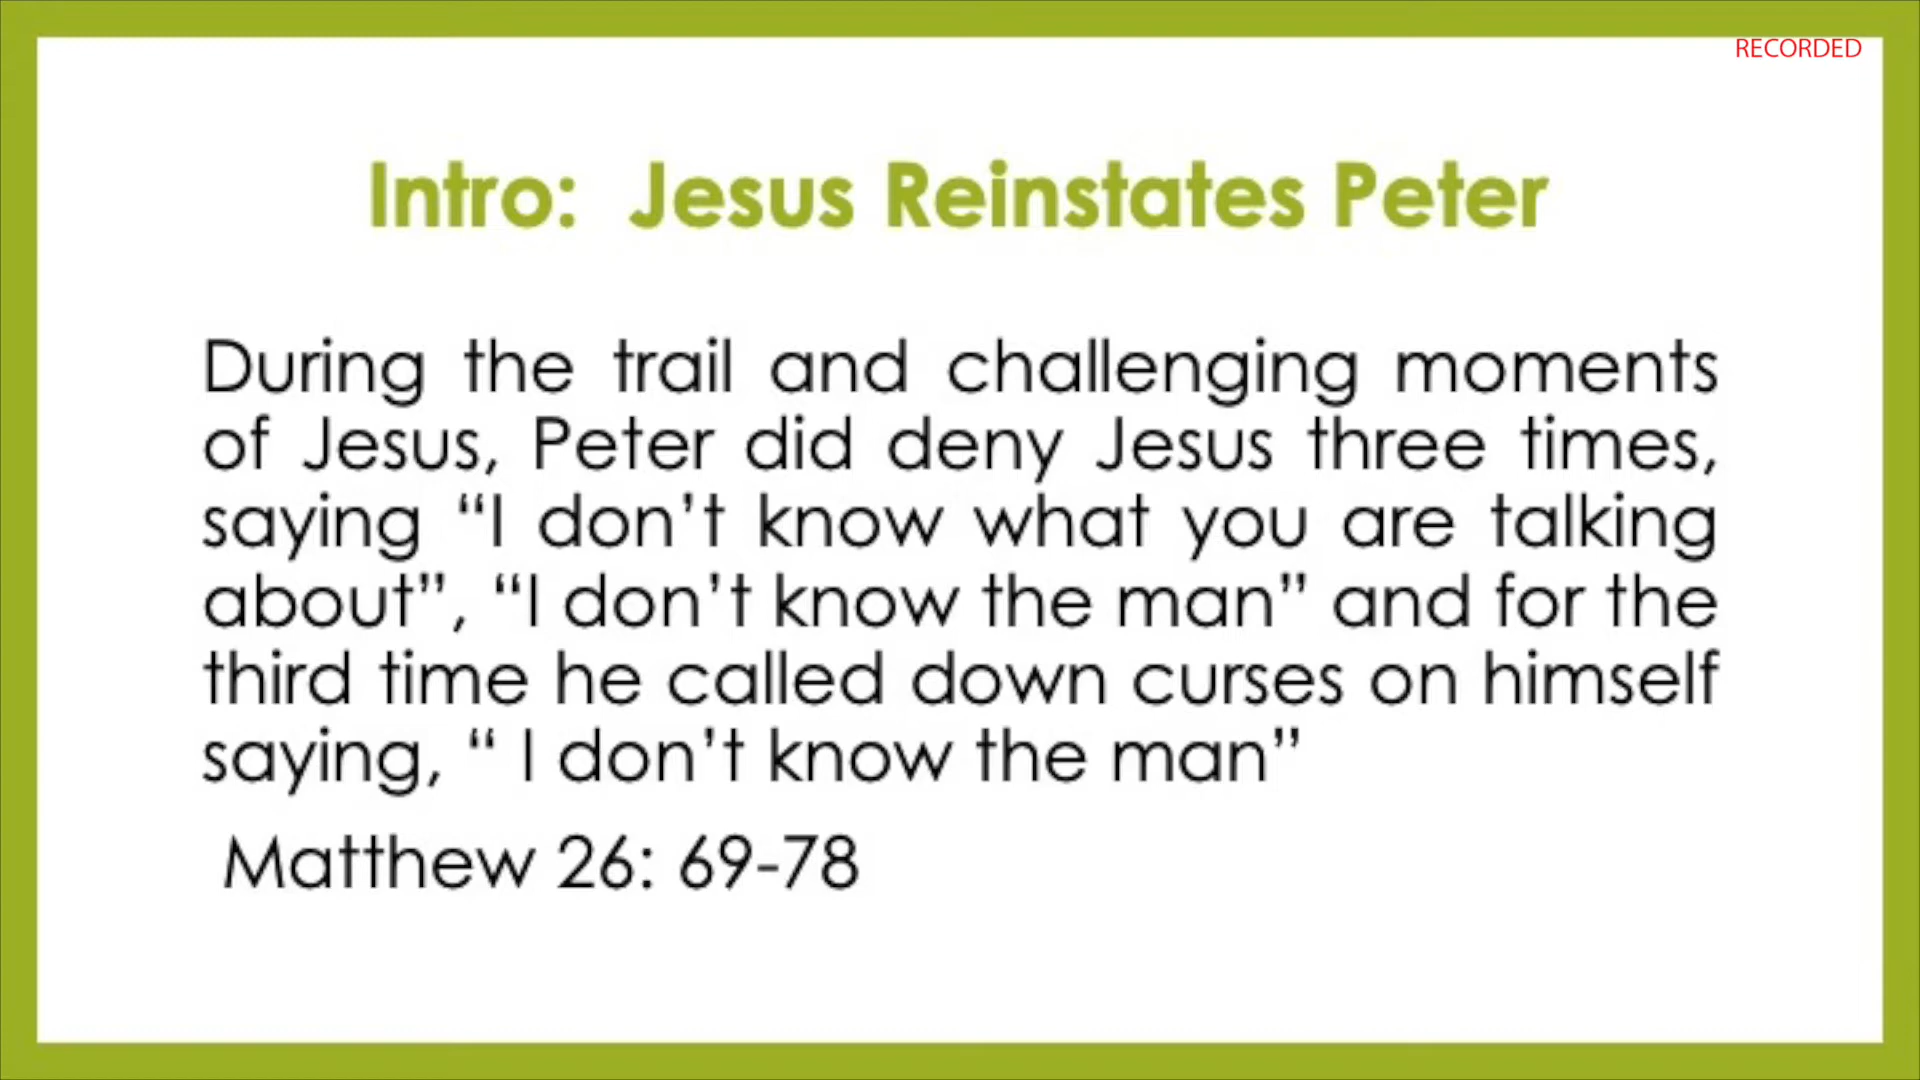 RECORDED
Intro:  Jesus Reinstates Peter
During the trail and challenging moments
of Jesus, Peter did deny Jesus three times,
saying “I don’t know what you are talking
about”, “I don’t know the man” and for the
third time he called down curses on himself
saying, “ I don’t know the man”
Matthew 26: 69-78